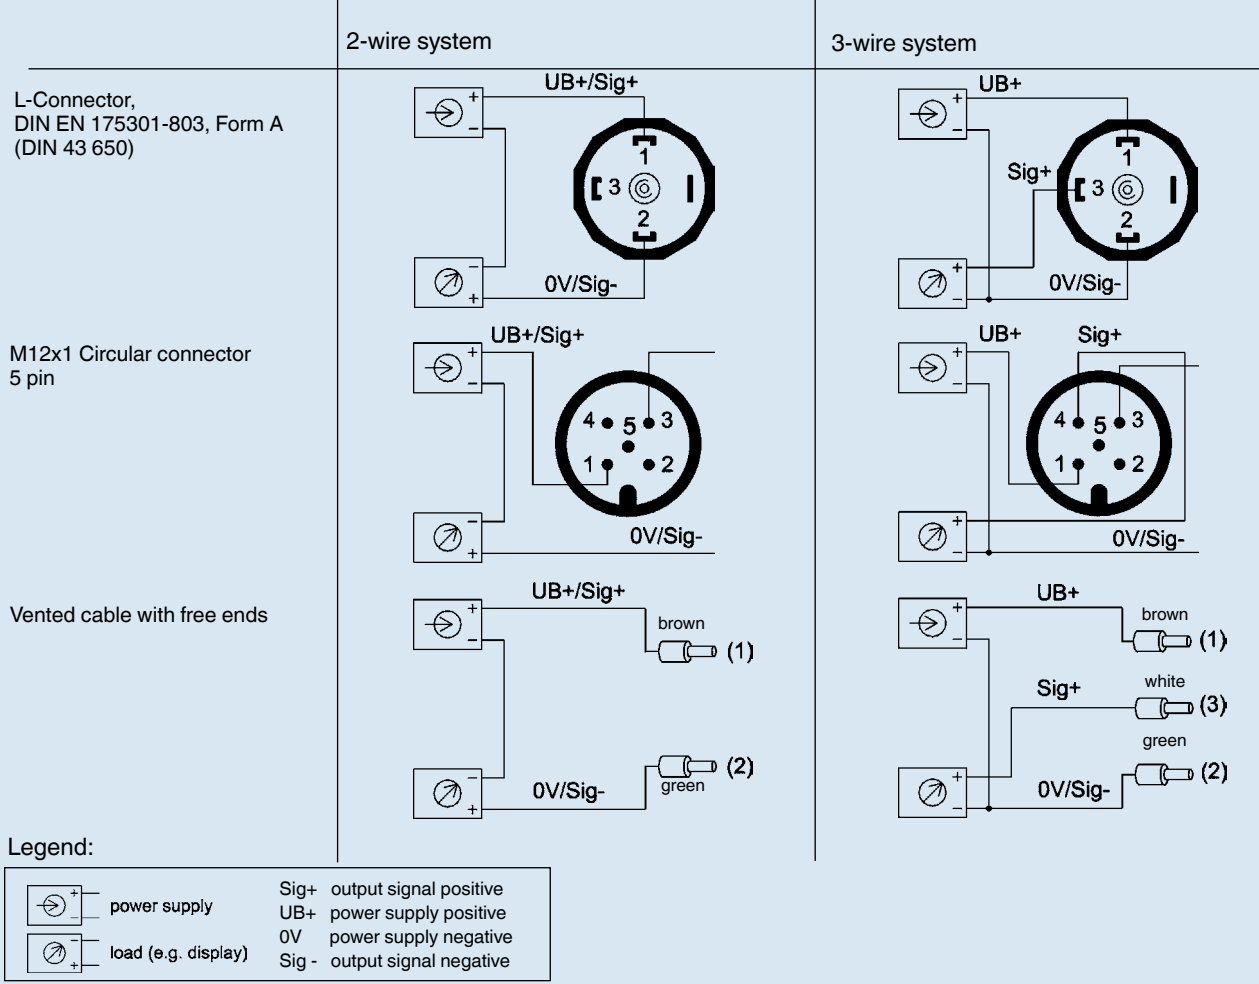 2-wire system
3-wire system
L-Connector,
DIN EN 175301-803, Form A
(DIN 43 650)
+
−
UB+/Sig+
1
3
2
−
+
0V/Sig-
+
−
UB+
Sig+
1
3
2
+
−
0V/Sig-
M12x1 Circular connector
5 pin
+
−
UB+/Sig+
4 5 3
1 2
−
+
0V/Sig-
+
−
UB+
Sig+
4 5 3
1 2
+
−
0V/Sig-
Vented cable with free ends
+
−
UB+/Sig+
brown
(1)
−
+
0V/Sig-
(2)
green
+
−
UB+
brown
(1)
Sig+
white
(3)
green
+
−
0V/Sig-
(2)
Legend:
+
−
power supply
−
+
load (e.g. display)
Sig+ output signal positive
UB+ power supply positive
0V power supply negative
Sig - output signal negative